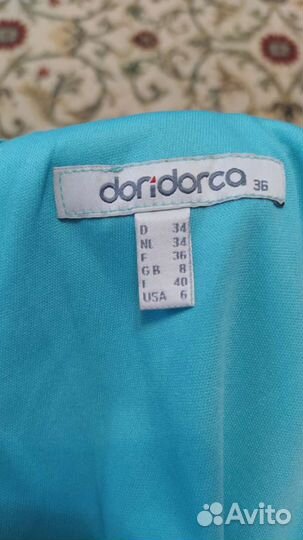 doridorca 36
D 34
NL 34
F 36
GB 8
I 40
USA 6
Avito